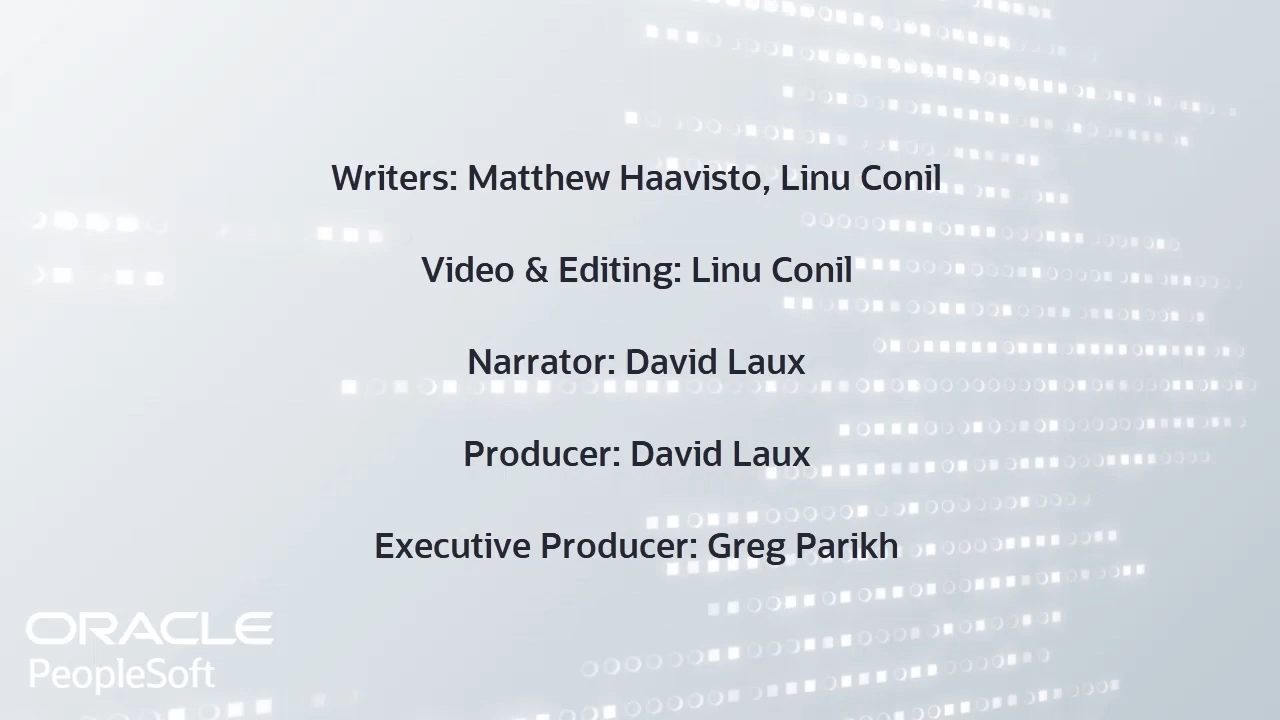 Writers: Matthew Haavisto, Linu Conil
Video & Editing: Linu Conil
Narrator: David Laux
Producer: David Laux
Executive Producer: Greg Parikh
ORACLE
PeopleSoft